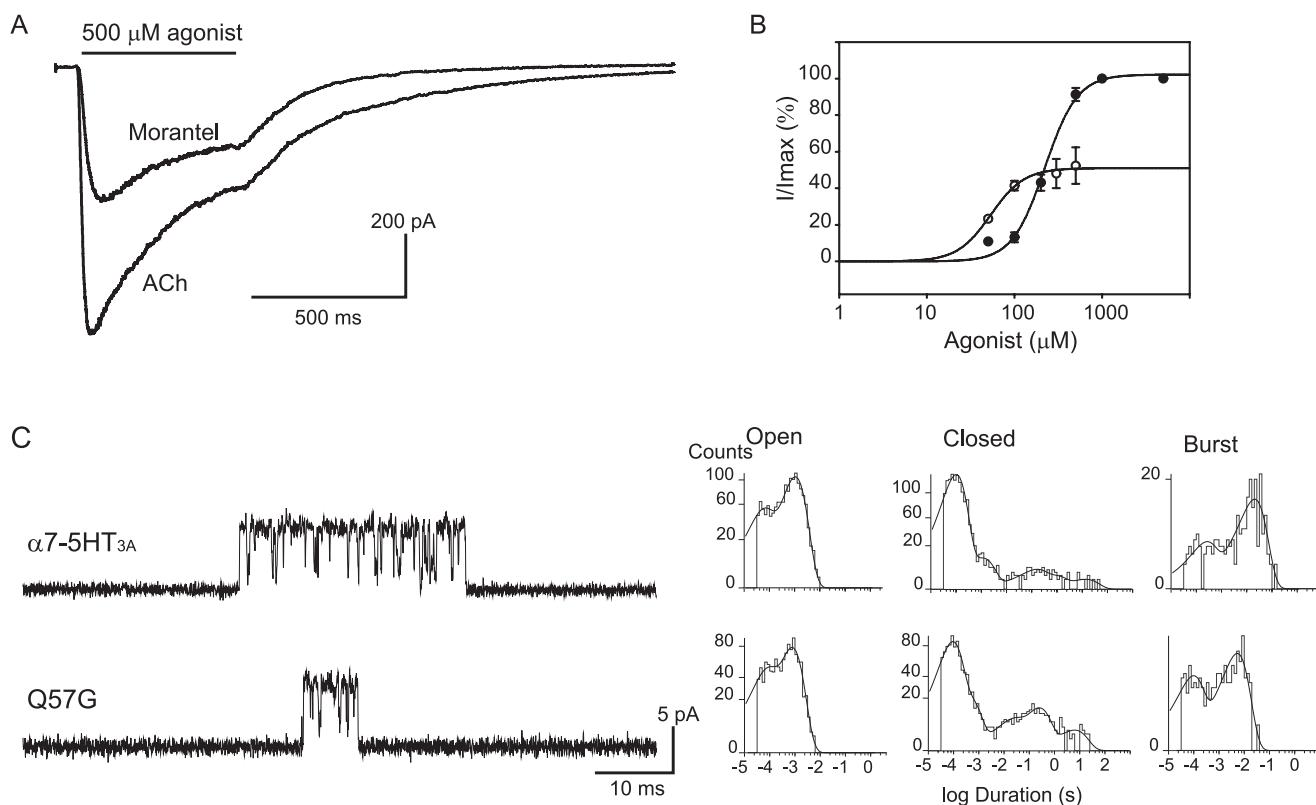 A
500 μM agonist
Morantel
ACh
200 pA
500 ms
B
I/Imax (%)
100
80
60
40
20
0
1 10 100 1000
Agonist (μM)
C
α7-5HT3A
Q57G
5 pA
10 ms
Open Closed Burst
Counts
100
60
20
0
100
60
20
0
20
0
80
40
20
0
80
40
20
0
0
-5 -4 -3 -2 -1 0
-5 -4 -3 -2 -1 0 1 2
-5 -4 -3 -2 -1 0
log Duration (s)